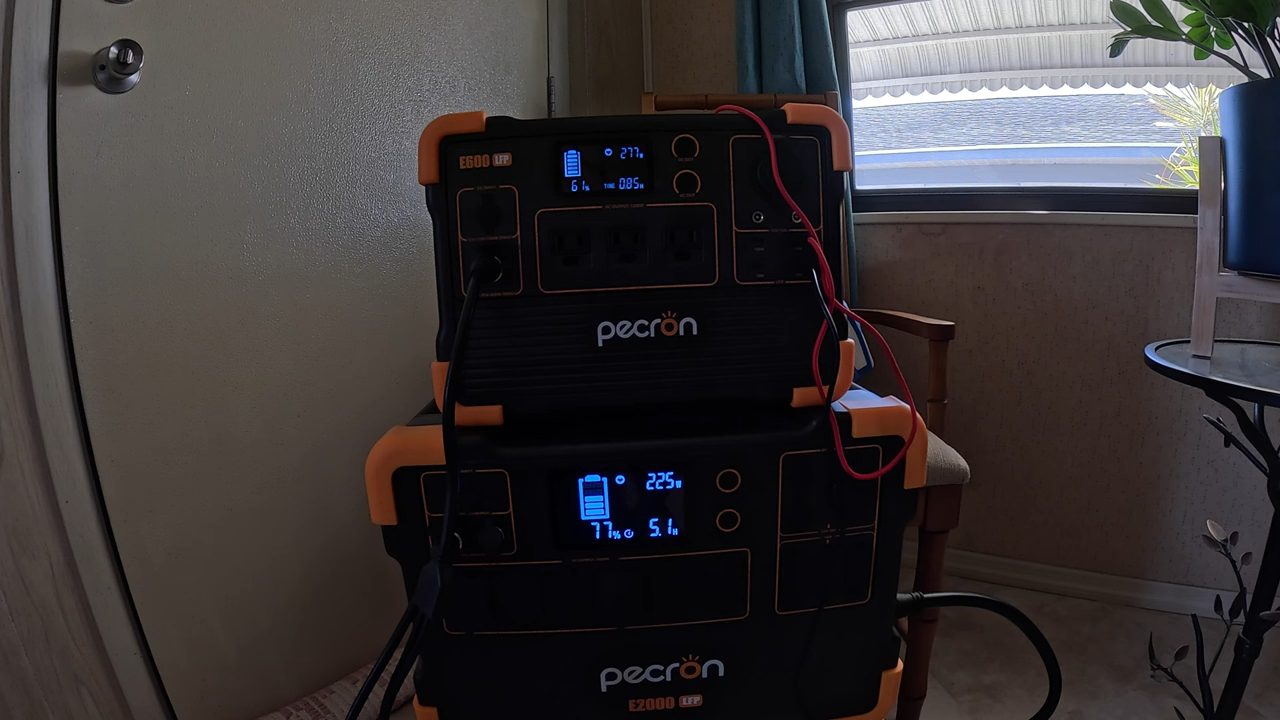 E600 LFP
277W
61% TIME 0.85H
pecron
225W
77% 5.1H
pecron
E2000 LFP